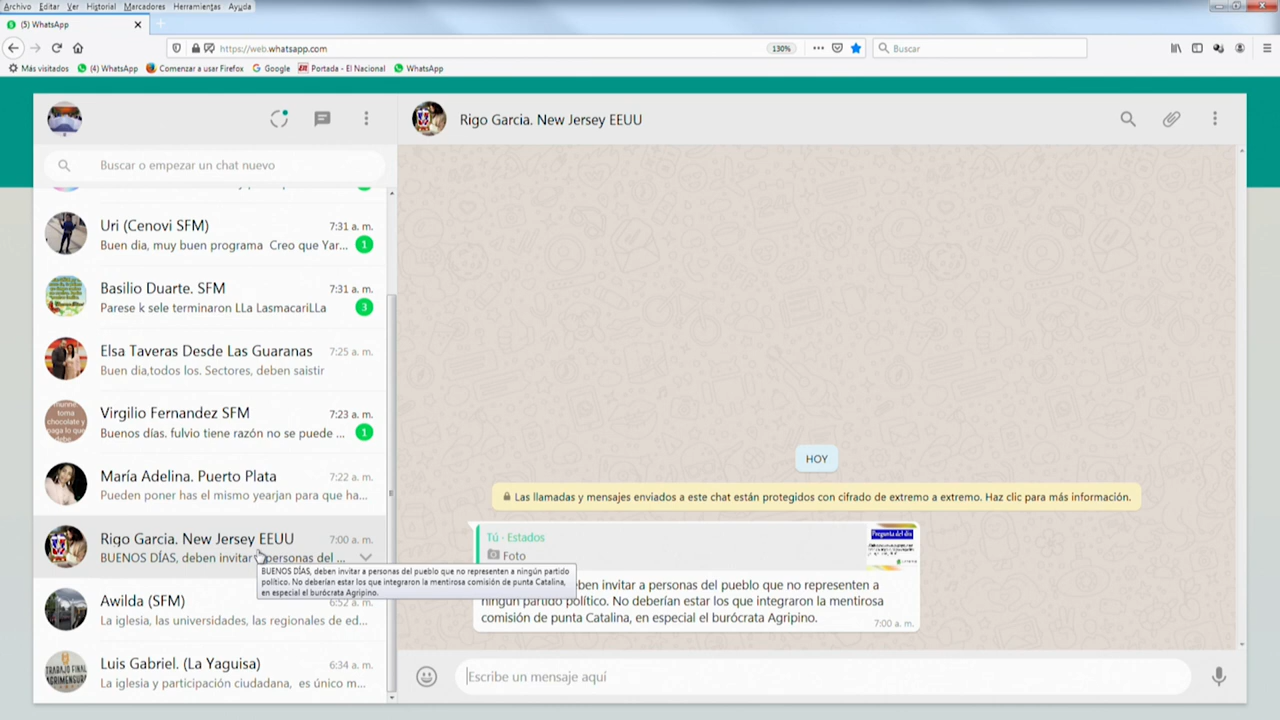 Archivo Editar Ver Historial Marcadores Herramientas Ayuda
(5) WhatsApp
https://web.whatsapp.com
130%
Buscar
Más visitados
(4) WhatsApp
Comenzar a usar Firefox
Google
Portada - El Nacional
WhatsApp
Rigo Garcia. New Jersey EEUU
Buscar o empezar un chat nuevo
Uri (Cenovi SFM)
7:31 a. m.
Buen dia, muy buen programa Creo que Yar...
1
Basilio Duarte. SFM
7:31 a. m.
Parese k sele terminaron LLa LasmacariLLa
3
Elsa Taveras Desde Las Guaranas
7:25 a. m.
Buen dia,todos los. Sectores, deben saistir
Virgilio Fernandez SFM
7:23 a. m.
Buenos días. fulvio tiene razón no se puede ...
1
toma
chocolate y
paga lo que
debe
María Adelina. Puerto Plata
7:22 a. m.
Pueden poner has el mismo yearjan para que ha...
Rigo Garcia. New Jersey EEUU
7:00 a. m.
BUENOS DÍAS, deben invitar a personas del ...
BUENOS DÍAS, deben invitar a personas del pueblo que no representen a ningún partido
político. No deberían estar los que integraron la mentirosa comisión de punta Catalina,
en especial el burócrata Agripino.
Awilda (SFM)
6:52 a. m.
La iglesia, las universidades, las regionales de ed...
Luis Gabriel. (La Yaguisa)
6:34 a. m.
La iglesia y participación ciudadana, es único m...
TRABAJO FINAL
AGRIMENSURA
HOY
Las llamadas y mensajes enviados a este chat están protegidos con cifrado de extremo a extremo. Haz clic para más información.
Tú · Estados
Foto
Pregunta del día
deben invitar a personas del pueblo que no representen a
ningún partido político. No deberían estar los que integraron la mentirosa
comisión de punta Catalina, en especial el burócrata Agripino.
7:00 a. m.
Escribe un mensaje aquí